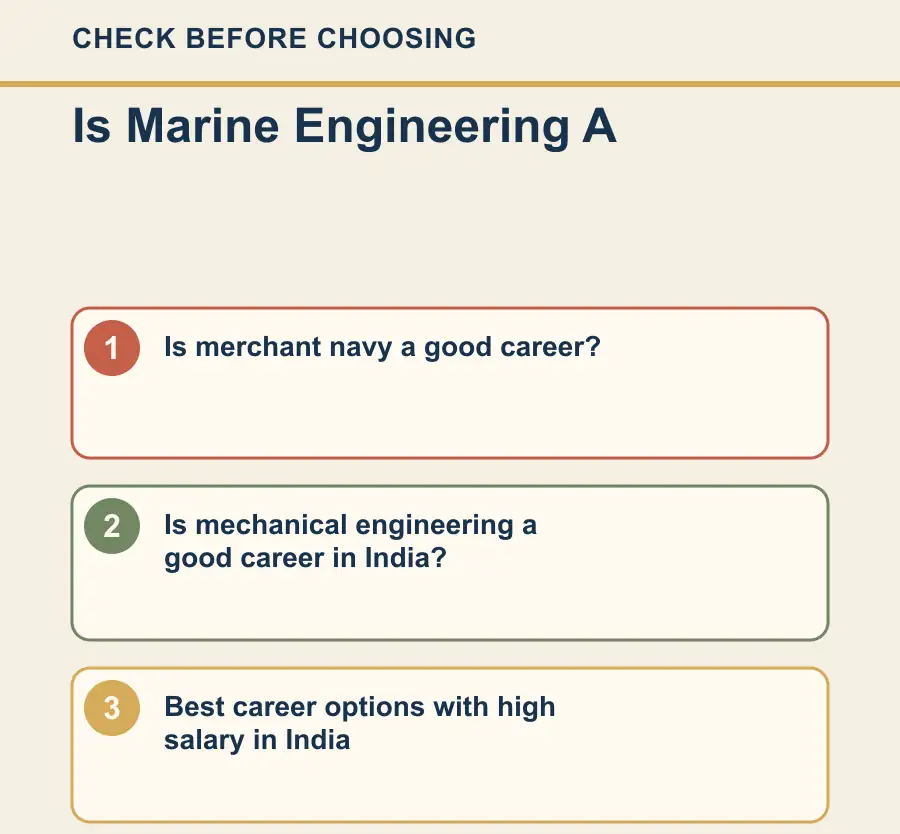 CHECK BEFORE CHOOSING
Is Marine Engineering A
1
Is merchant navy a good career?
2
Is mechanical engineering a
good career in India?
3
Best career options with high
salary in India